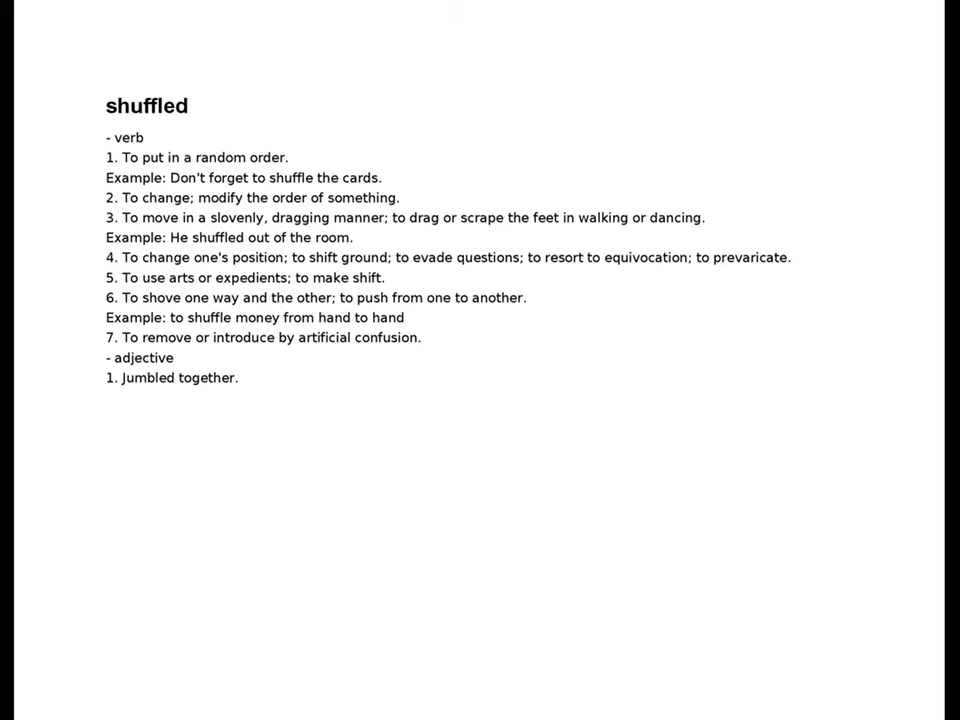 shuffled
- verb
1. To put in a random order.
Example: Don't forget to shuffle the cards.
2. To change; modify the order of something.
3. To move in a slovenly, dragging manner; to drag or scrape the feet in walking or dancing.
Example: He shuffled out of the room.
4. To change one's position; to shift ground; to evade questions; to resort to equivocation; to prevaricate.
5. To use arts or expedients; to make shift.
6. To shove one way and the other; to push from one to another.
Example: to shuffle money from hand to hand
7. To remove or introduce by artificial confusion.
- adjective
1. Jumbled together.